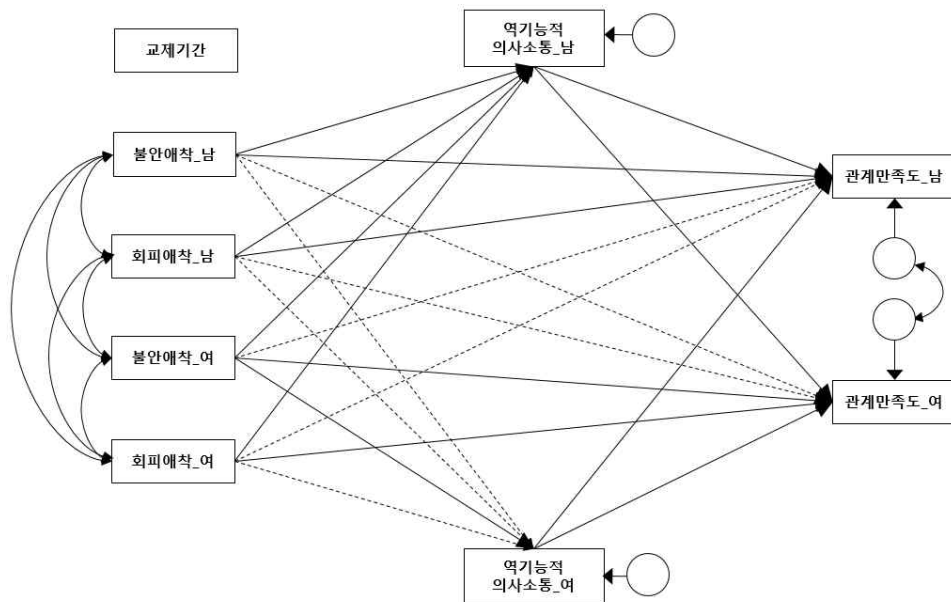 역기능적
의사소통_남
교제기간
불안애착_남
관계만족도_남
회피애착_남
불안애착_여
관계만족도_여
회피애착_여
역기능적
의사소통_여